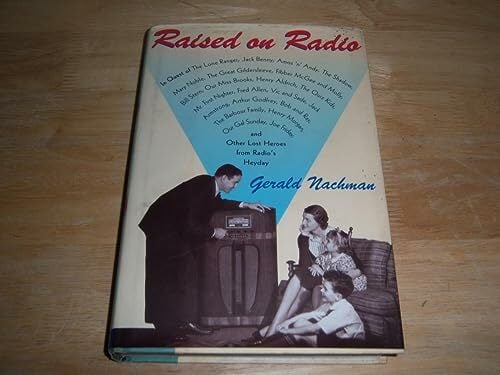 Raised on Radio
In Quest of The Lone Ranger, Jack Benny, Amos 'n' Andy, The Shadow,
Mary Noble, The Great Gildersleeve, Fibber McGee and Molly,
Bill Stern, Our Miss Brooks, Henry Aldrich, The Quiz Kids,
Mr. First Nighter, Fred Allen, Vic and Sade, Jack
Armstrong, Arthur Godfrey, Bob and Ray,
The Barbour Family, Henry Morgan,
Our Gal Sunday, Joe Friday
and
Other Lost Heroes
from Radio's
Heyday
Gerald Nachman